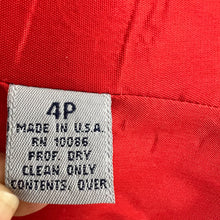 4P
MADE IN U.S.A.
RN 10086
PROF. DRY
CLEAN ONLY
CONTENTS, OVER